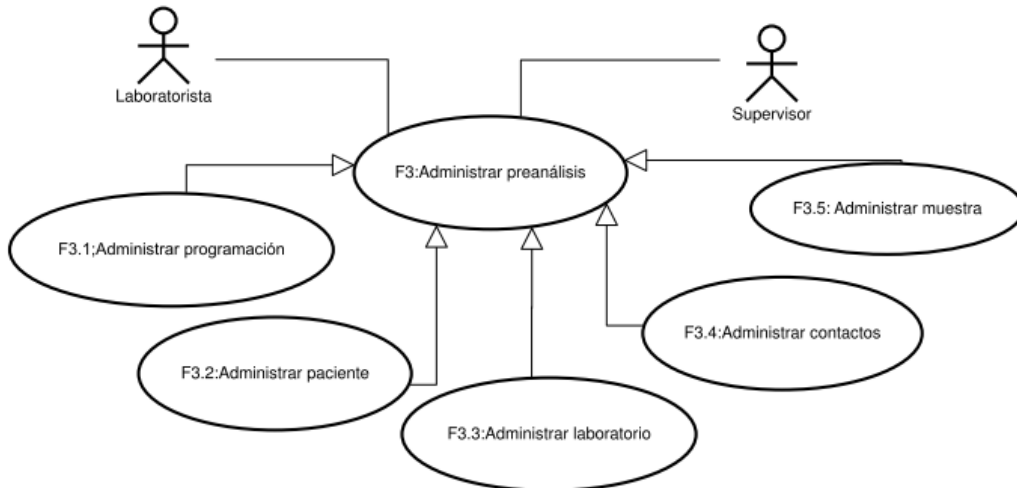 Laboratorista
Supervisor
F3:Administrar preanálisis
F3.5: Administrar muestra
F3.1;Administrar programación
F3.4:Administrar contactos
F3.2:Administrar paciente
F3.3:Administrar laboratorio